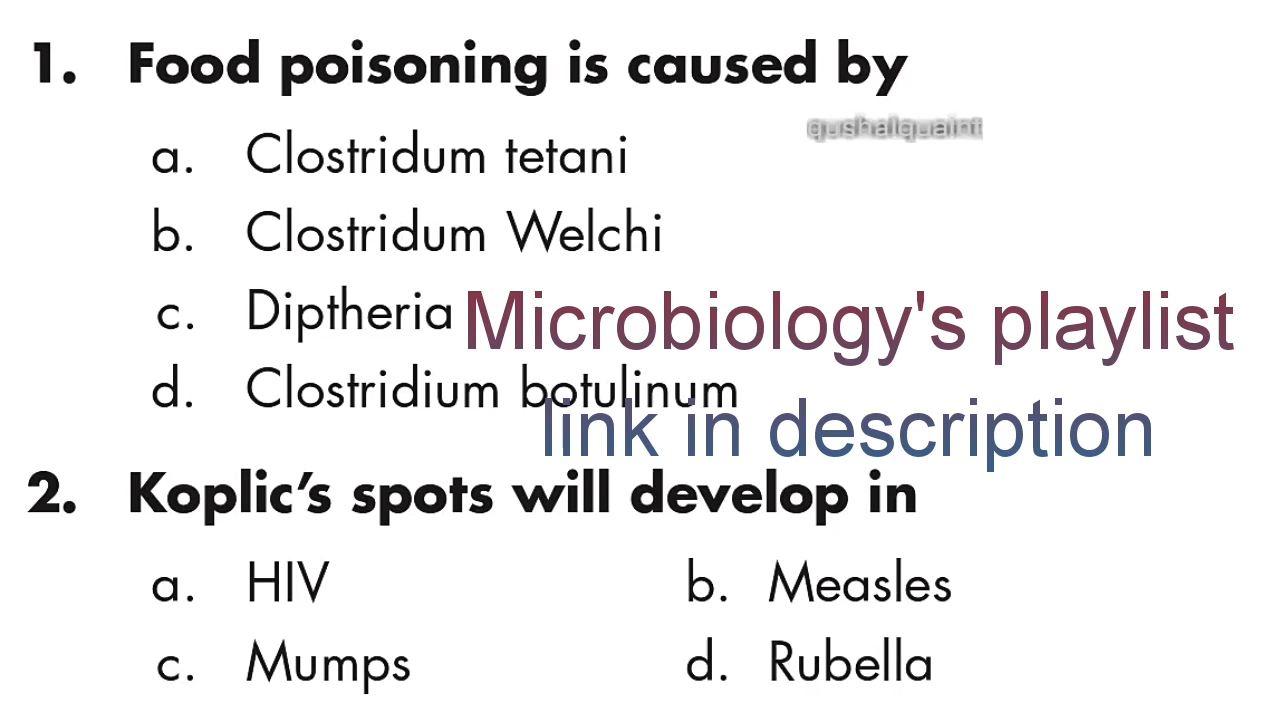 1. Food poisoning is caused by
qushalquaint
a. Clostridum tetani
b. Clostridum Welchi
c. Diptheria
Microbiology's playlist
d. Clostridium botulinum
link in description
2. Koplic’s spots will develop in
a. HIV b. Measles
c. Mumps d. Rubella